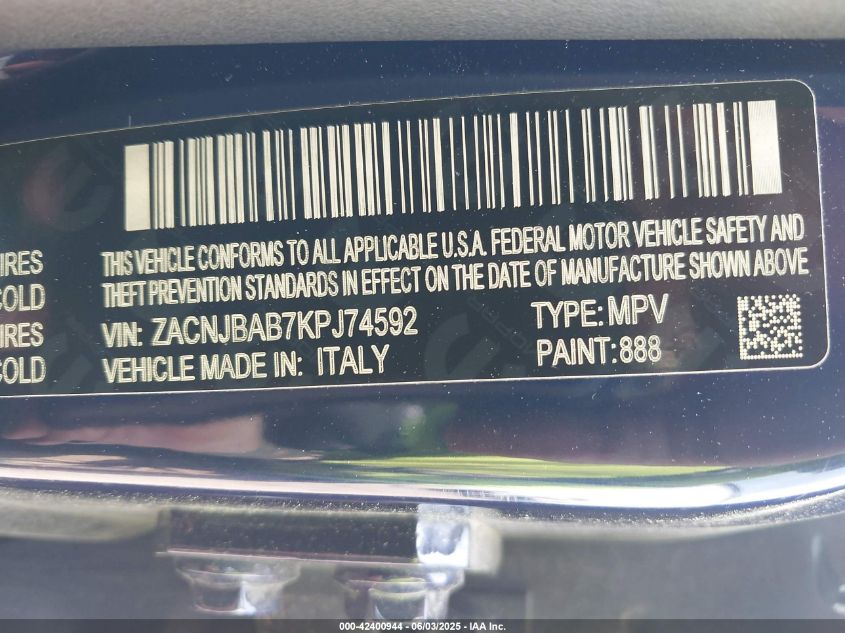 THIS VEHICLE CONFORMS TO ALL APPLICABLE U.S.A. FEDERAL MOTOR VEHICLE SAFETY AND
THEFT PREVENTION STANDARDS IN EFFECT ON THE DATE OF MANUFACTURE SHOWN ABOVE
IRES
COLD
IRES
COLD
VIN: ZACNJBAB7KPJ74592 TYPE: MPV
VEHICLE MADE IN: ITALY PAINT:888
000-42400944 - 06/03/2025 - IAA Inc.